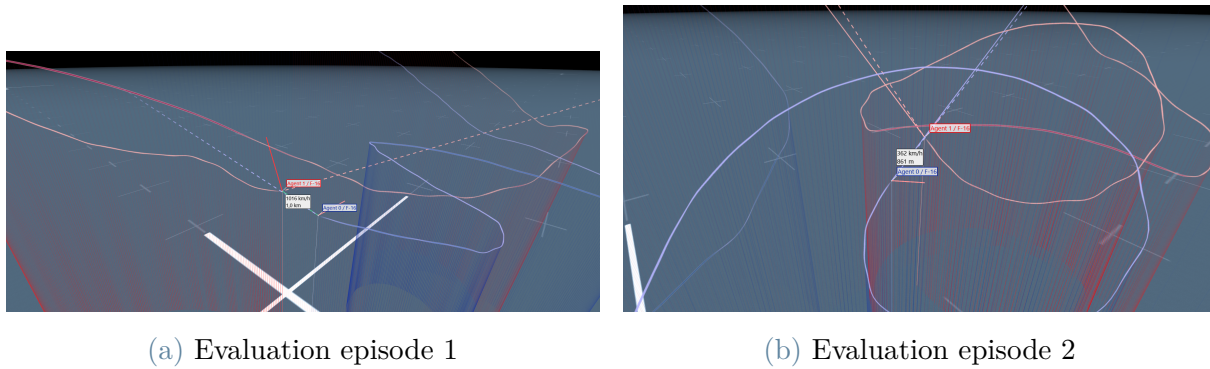 Agent 1 / F-16
1016 km/h
1,0 km
Agent 0 / F-16
Agent 1 / F-16
362 km/h
861 m
Agent 0 / F-16
(a) Evaluation episode 1
(b) Evaluation episode 2